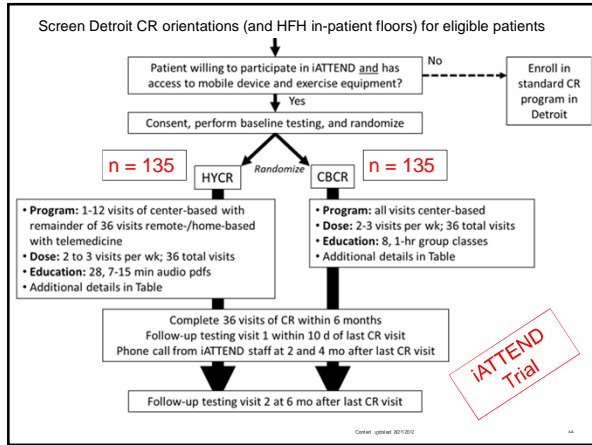 Screen Detroit CR orientations (and HFH in-patient floors) for eligible patients
Patient willing to participate in iATTEND and has
access to mobile device and exercise equipment?
No
Enroll in
standard CR
program in
Detroit
Yes
Consent, perform baseline testing, and randomize
n = 135
HYCR
Randomize
CBCR
n = 135
• Program: 1-12 visits of center-based with
remainder of 36 visits remote-/home-based
with telemedicine
• Dose: 2 to 3 visits per wk; 36 total visits
• Education: 28, 7-15 min audio pdfs
• Additional details in Table
• Program: all visits center-based
• Dose: 2-3 visits per wk; 36 total visits
• Education: 8, 1-hr group classes
• Additional details in Table
Complete 36 visits of CR within 6 months
Follow-up testing visit 1 within 10 d of last CR visit
Phone call from iATTEND staff at 2 and 4 mo after last CR visit
iATTEND
Trial
Follow-up testing visit 2 at 6 mo after last CR visit
Content updated